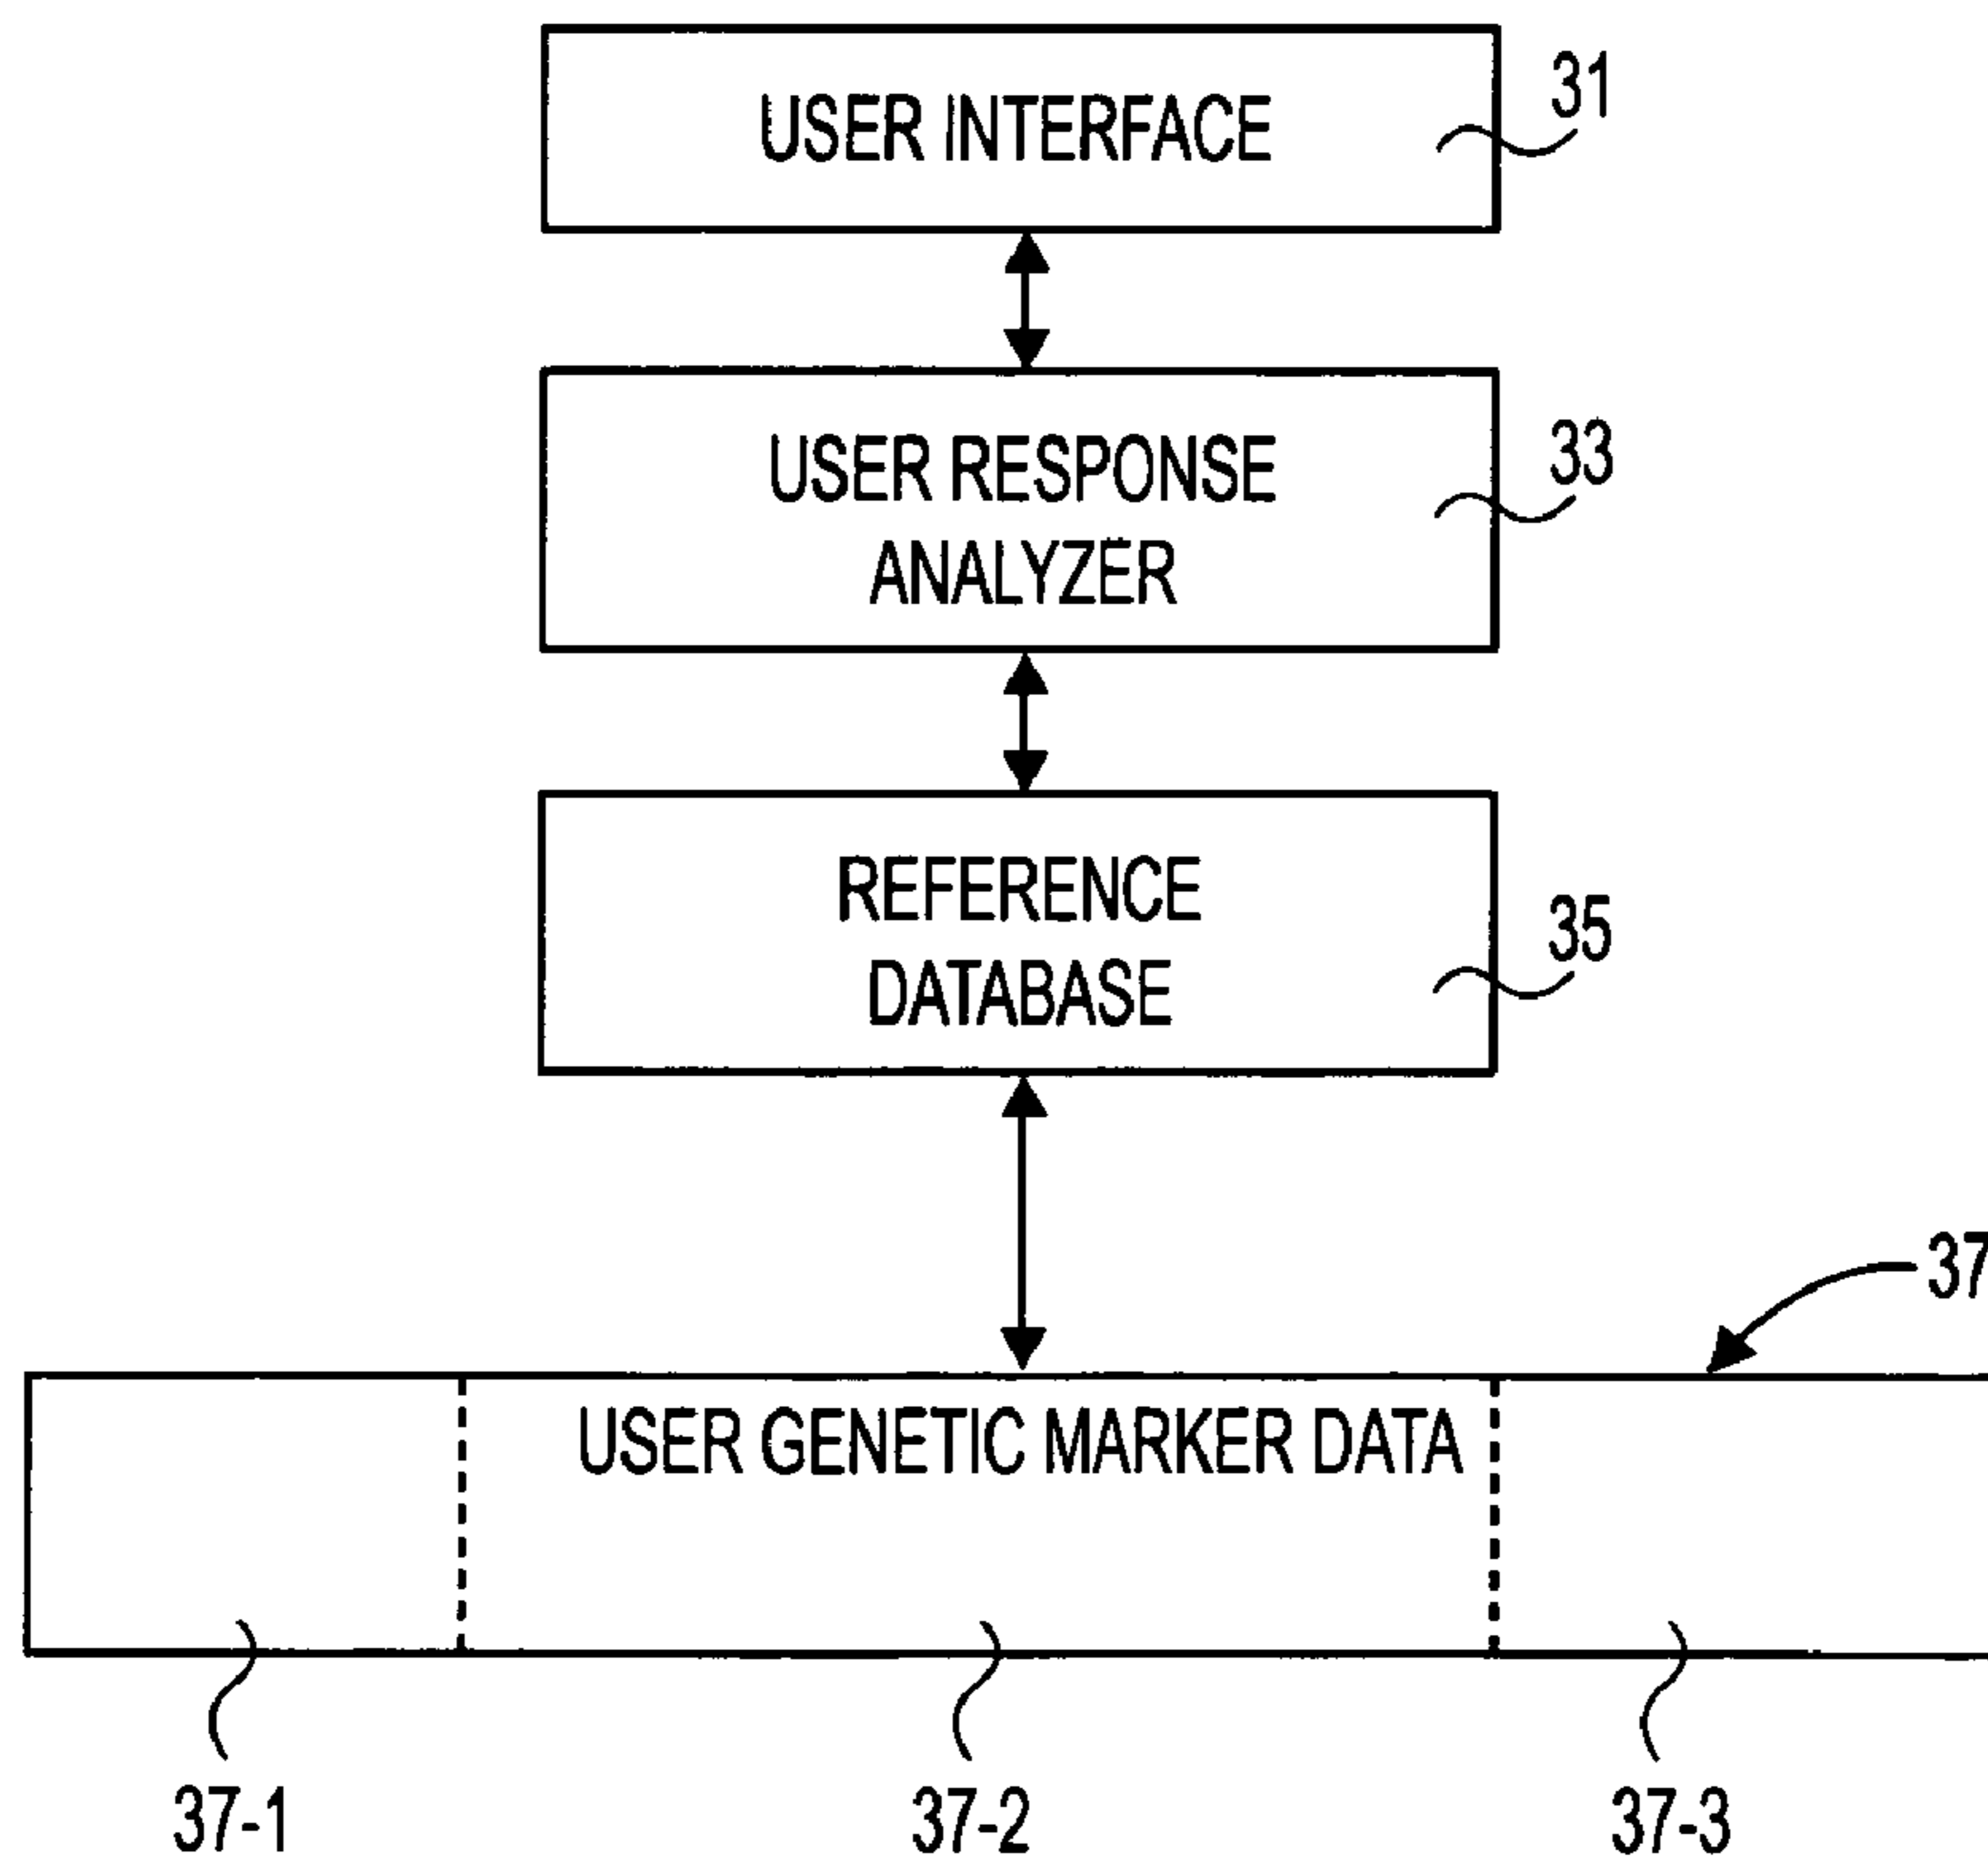 USER INTERFACE
31
USER RESPONSE
ANALYZER
33
REFERENCE
DATABASE
35
37
USER GENETIC MARKER DATA
37-1
37-2
37-3